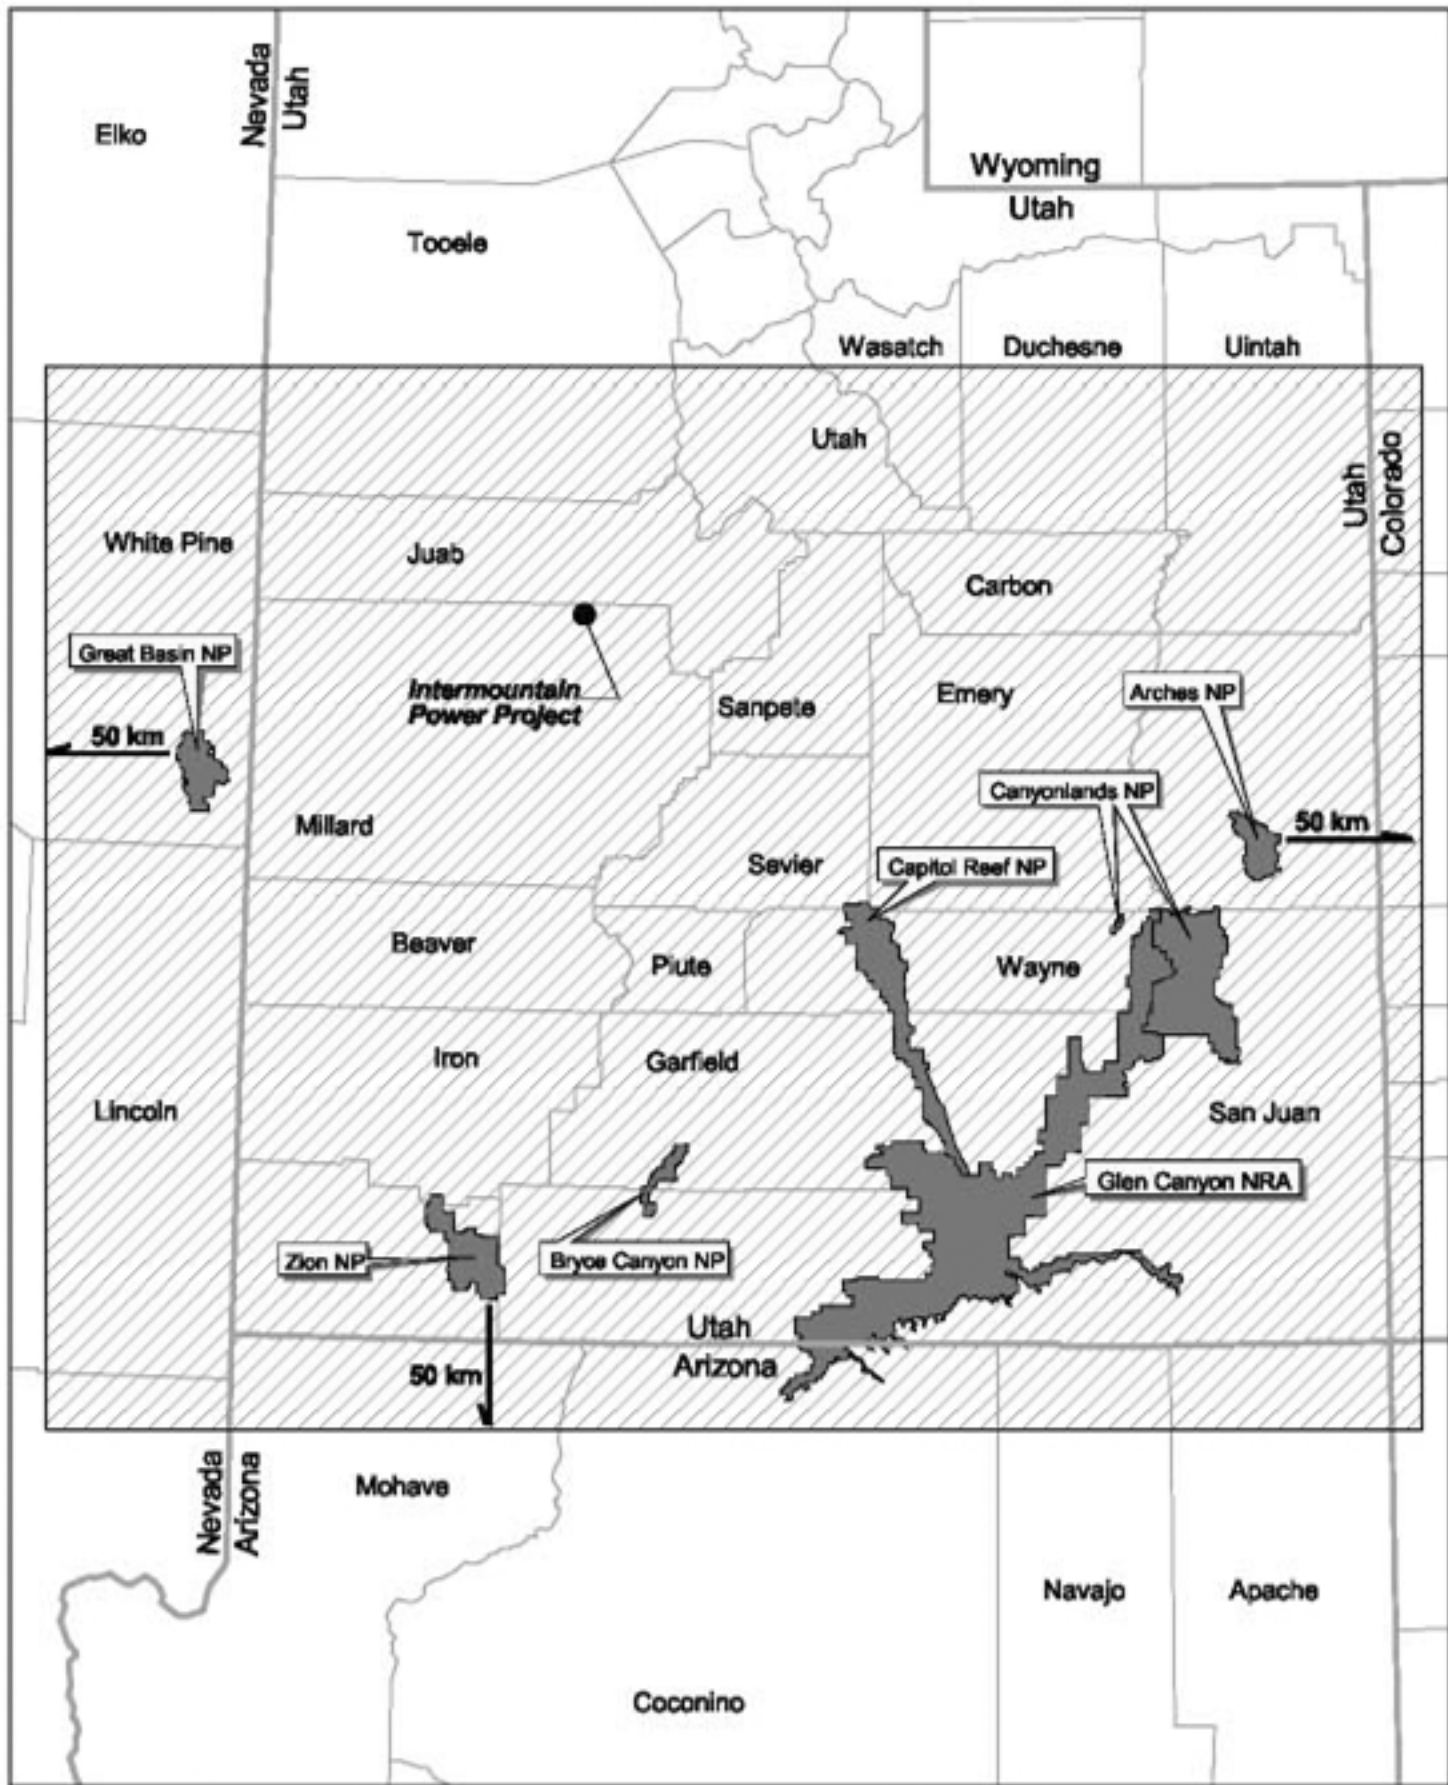 Nevada
Utah
Elko
Wyoming
Utah
Tooele
Wasatch
Duchesne
Uintah
Utah
Utah
Colorado
White Pine
Juab
Carbon
Great Basin NP
Intermountain
Power Project
Sanpete
Emery
Arches NP
50 km
Canyonlands NP
Millard
50 km
Sevier
Capitol Reef NP
Beaver
Piute
Wayne
Iron
Garfield
Lincoln
San Juan
Glen Canyon NRA
Zion NP
Bryce Canyon NP
Utah
Arizona
50 km
Nevada
Arizona
Mohave
Navajo
Apache
Coconino